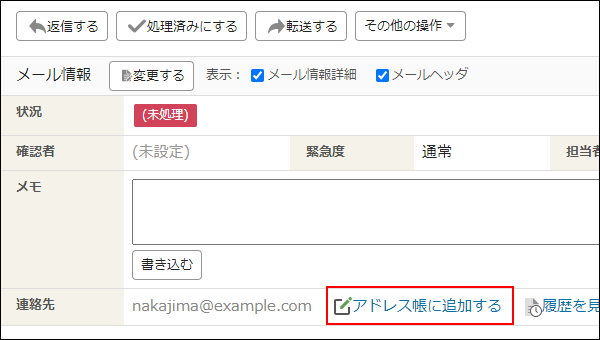 返信する 処理済みにする 転送する その他の操作
メール情報 変更する 表示： メール情報詳細 メールヘッダ
状況 (未処理)
確認者 (未設定) 緊急度 通常 担当者
メモ
書き込む
連絡先 nakajima@example.com アドレス帳に追加する 履歴を見